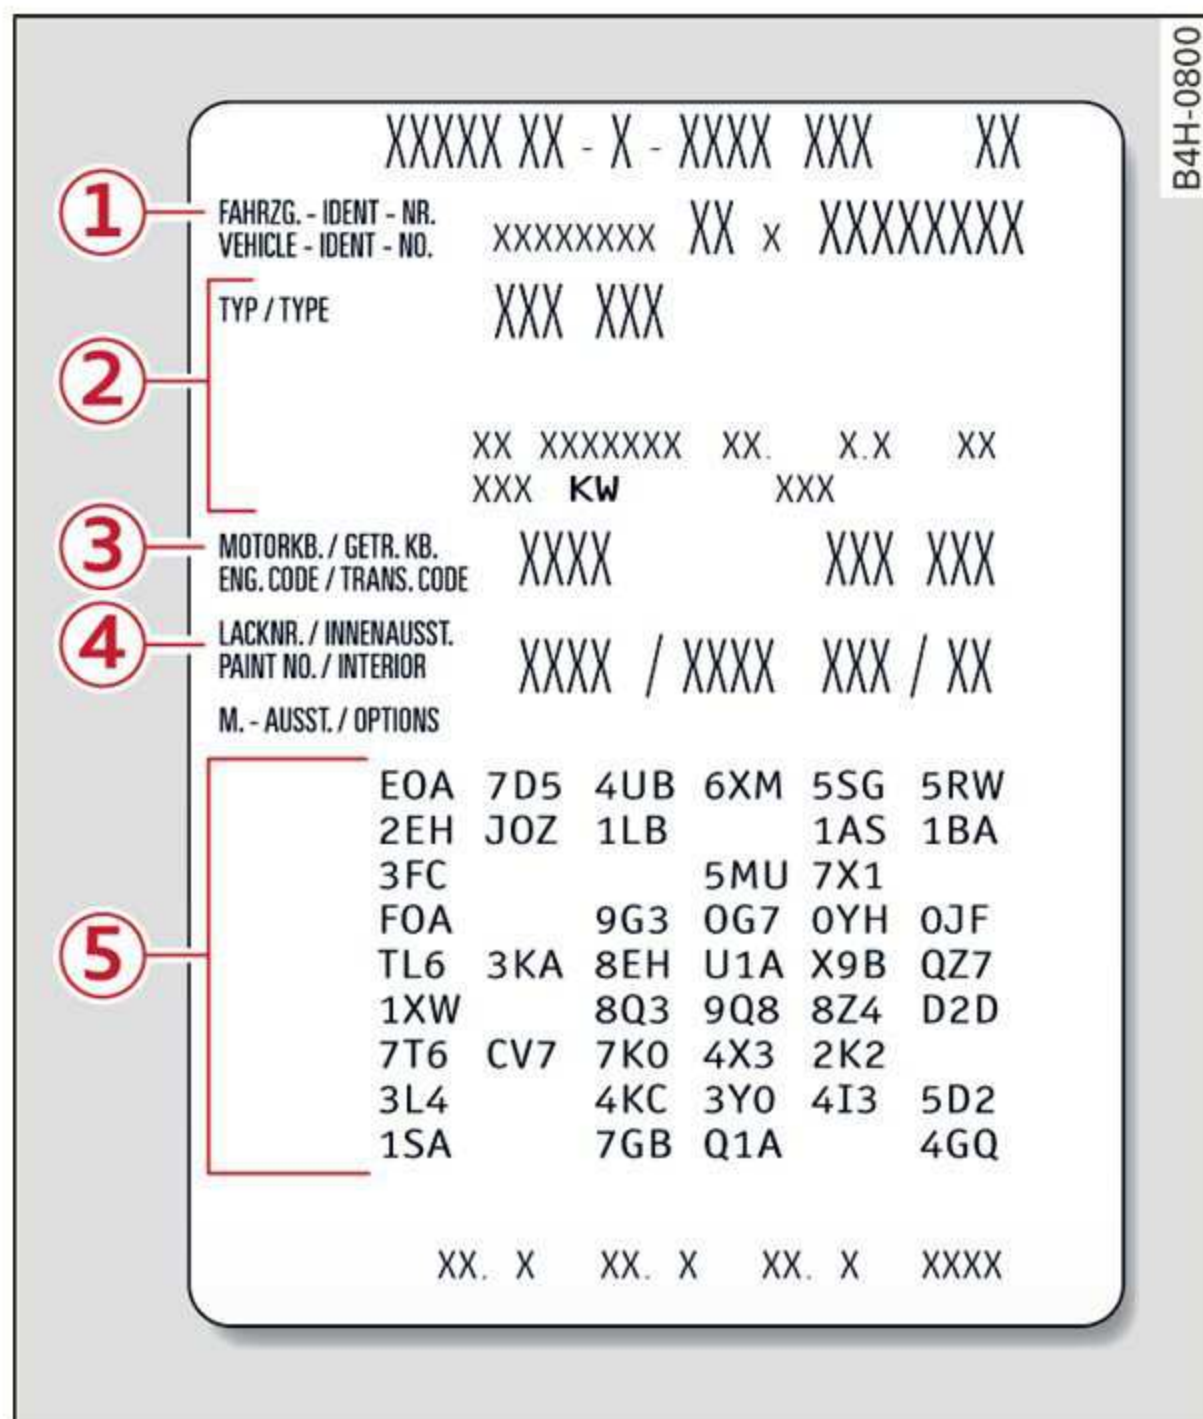 B4H-0800
XXXXX XX - X - XXXX XXX XX
1
FAHRZG. - IDENT - NR.
VEHICLE - IDENT - NO. XXXXXXXX XX X XXXXXXXX
2
TYP / TYPE XXX XXX
XX XXXXXXX XX. X.X XX
XXX KW XXX
3
MOTORKB. / GETR. KB.
ENG. CODE / TRANS. CODE XXXX XXX XXX
4
LACKNR. / INNENAUSST.
PAINT NO. / INTERIOR XXXX / XXXX XXX / XX
M. - AUSST. / OPTIONS
5
EOA 7D5 4UB 6XM 5SG 5RW
2EH JOZ 1LB 1AS 1BA
3FC 5MU 7X1
FOA 9G3 OG7 OYH OJF
TL6 3KA 8EH U1A X9B QZ7
1XW 8Q3 9Q8 8Z4 D2D
7T6 CV7 7KO 4X3 2K2
3L4 4KC 3YO 4I3 5D2
1SA 7GB Q1A 4GQ
XX. X XX. X XX. X XXXX